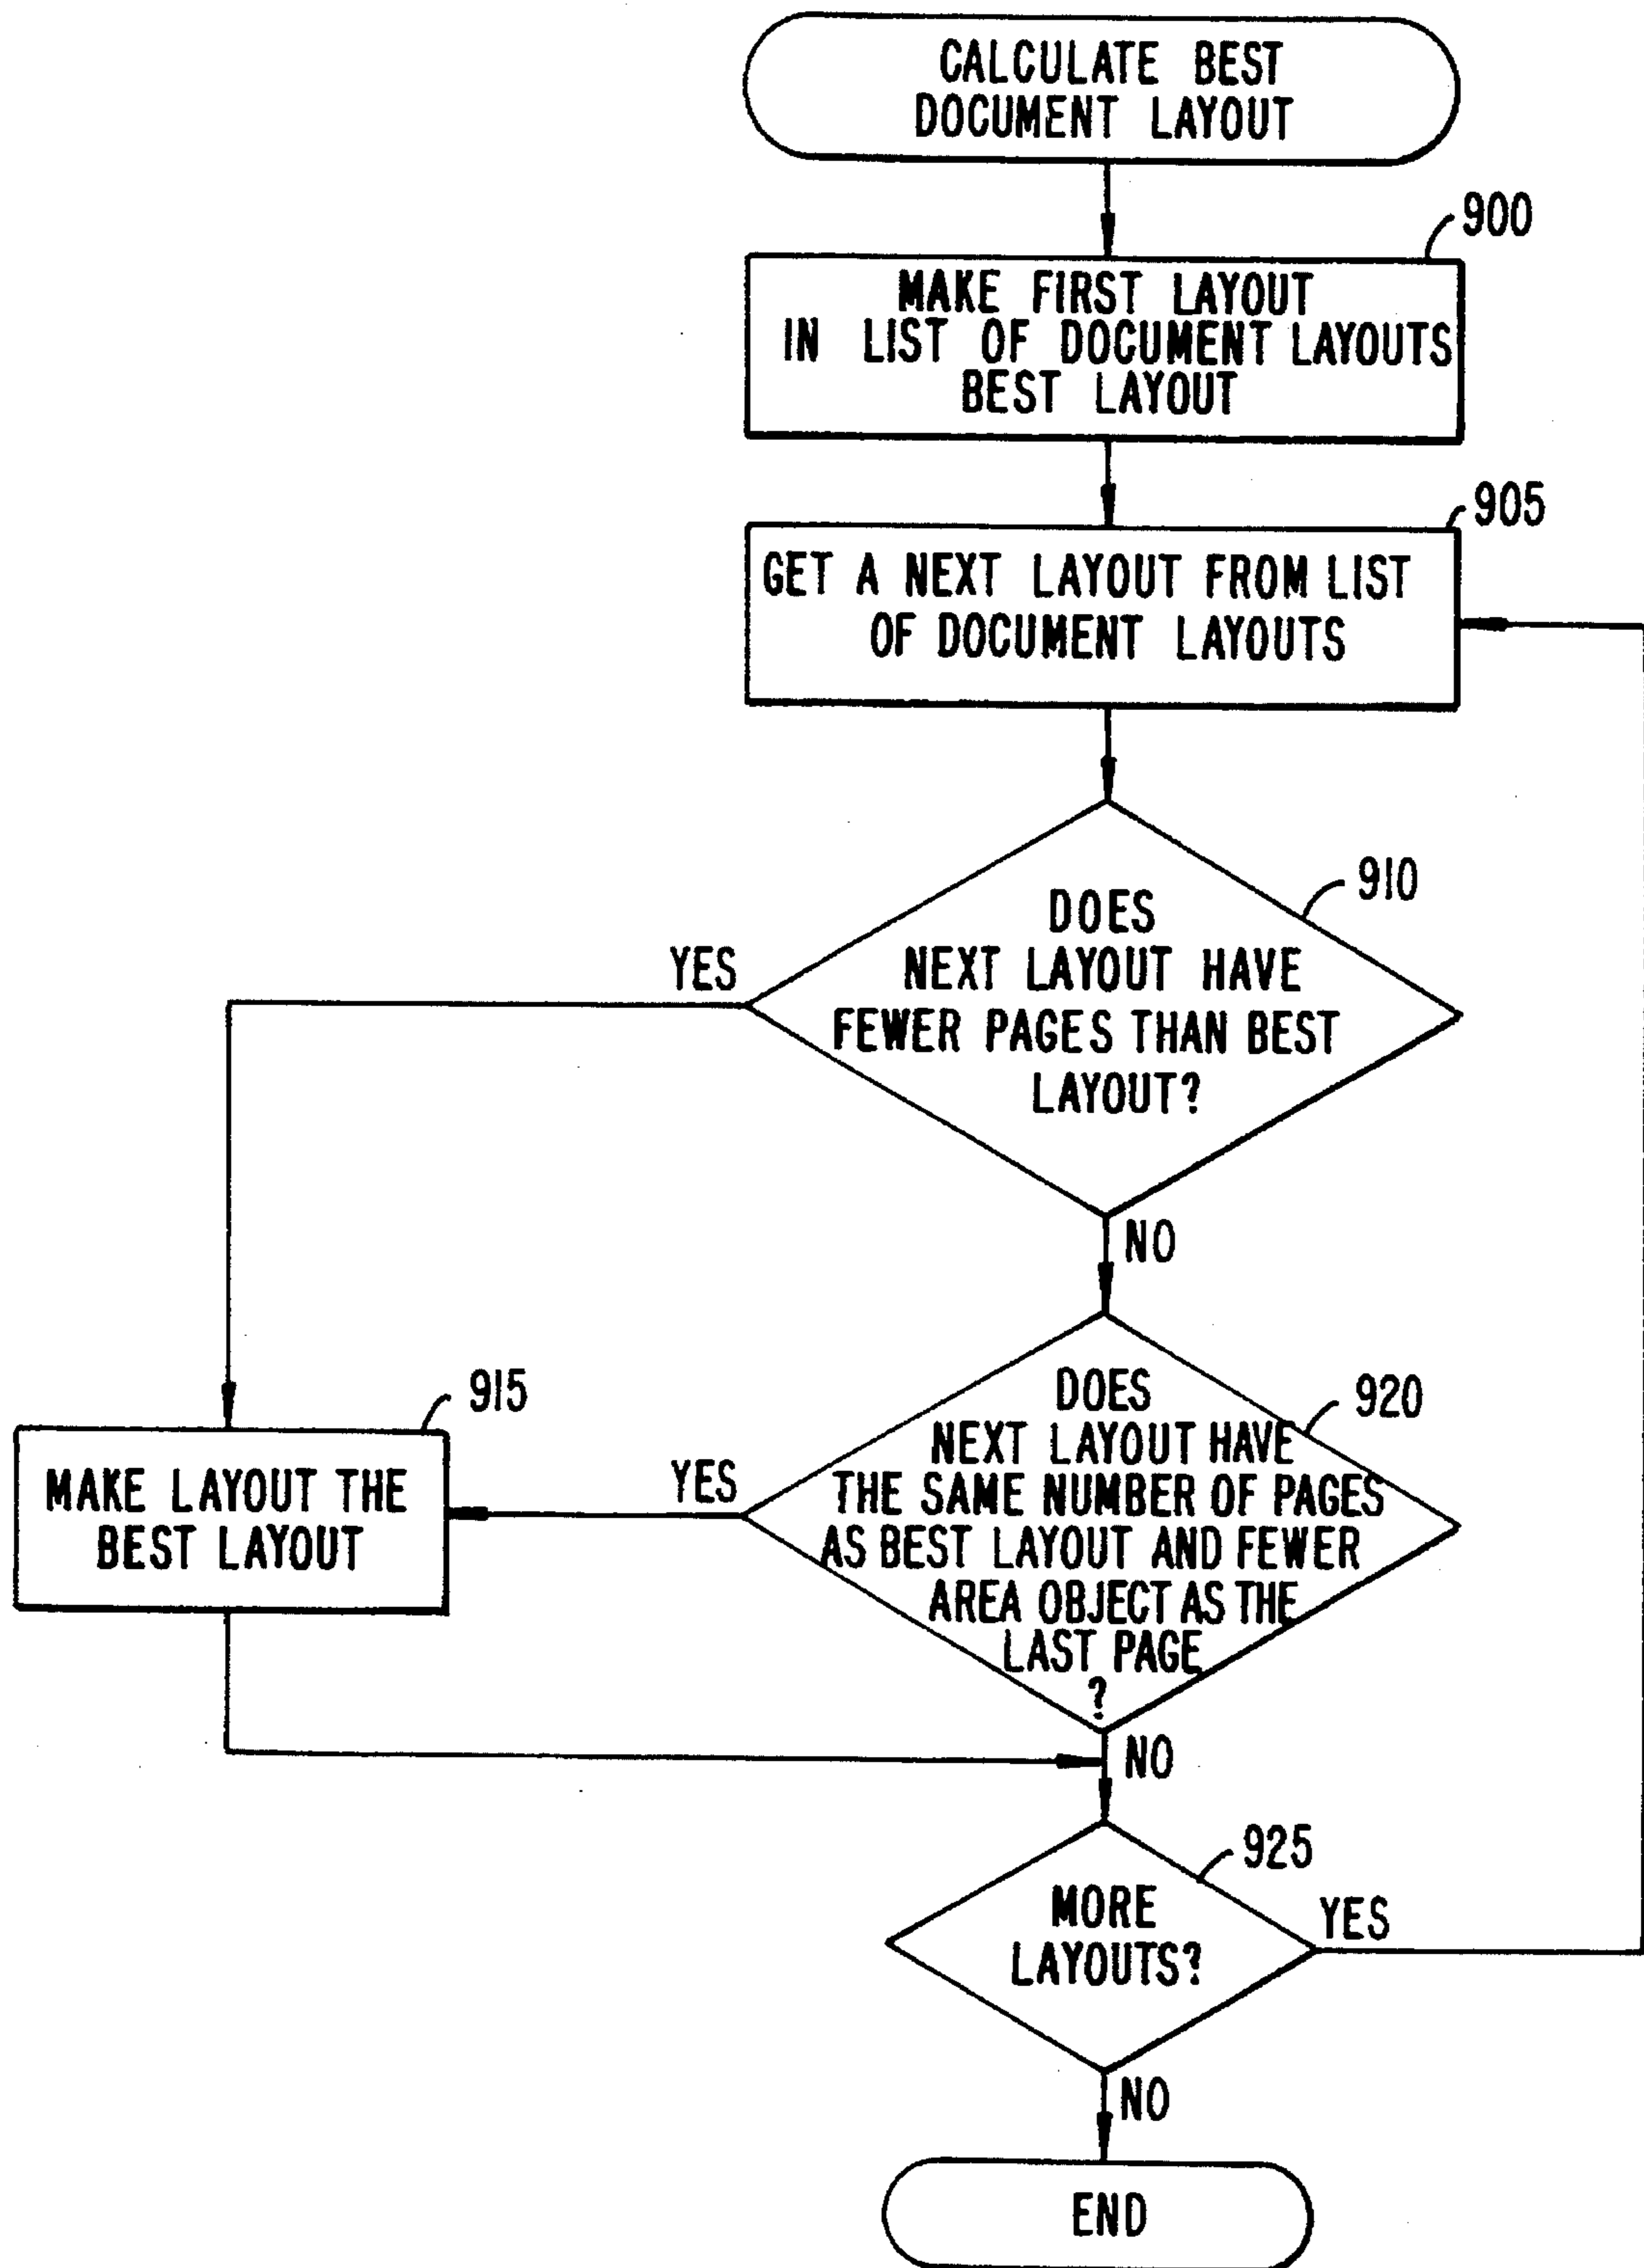 CALCULATE BEST
DOCUMENT LAYOUT
900
MAKE FIRST LAYOUT
IN LIST OF DOCUMENT LAYOUTS
BEST LAYOUT
905
GET A NEXT LAYOUT FROM LIST
OF DOCUMENT LAYOUTS
910
DOES
NEXT LAYOUT HAVE
FEWER PAGES THAN BEST
LAYOUT?
YES
NO
915
MAKE LAYOUT THE
BEST LAYOUT
920
DOES
NEXT LAYOUT HAVE
THE SAME NUMBER OF PAGES
AS BEST LAYOUT AND FEWER
AREA OBJECT AS THE
LAST PAGE
?
YES
NO
925
MORE
LAYOUTS?
YES
NO
END